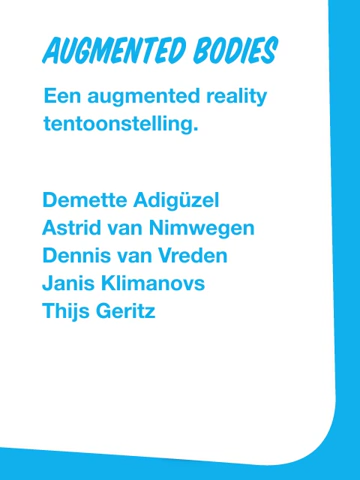 AUGMENTED BODIES
Een augmented reality
tentoonstelling.
Demette Adigüzel
Astrid van Nimwegen
Dennis van Vreden
Janis Klimanovs
Thijs Geritz